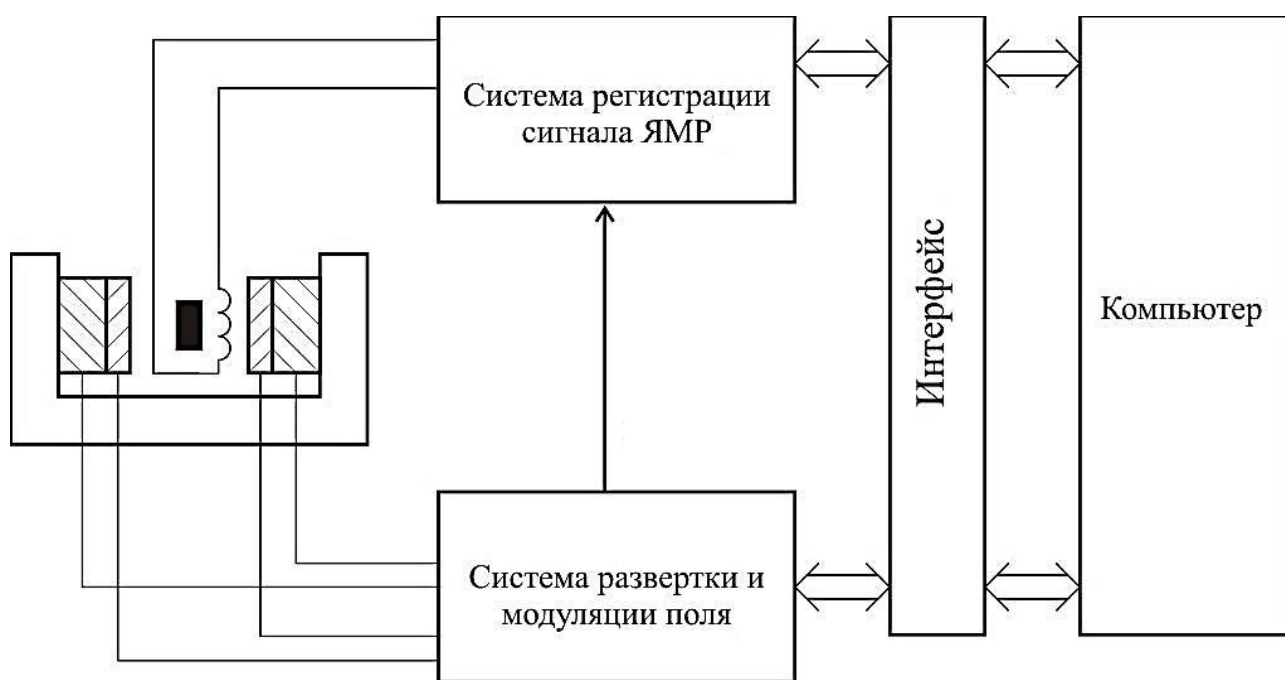 Система регистрации
сигнала ЯМР
Интерфейс
Компьютер
Система развертки и
модуляции поля